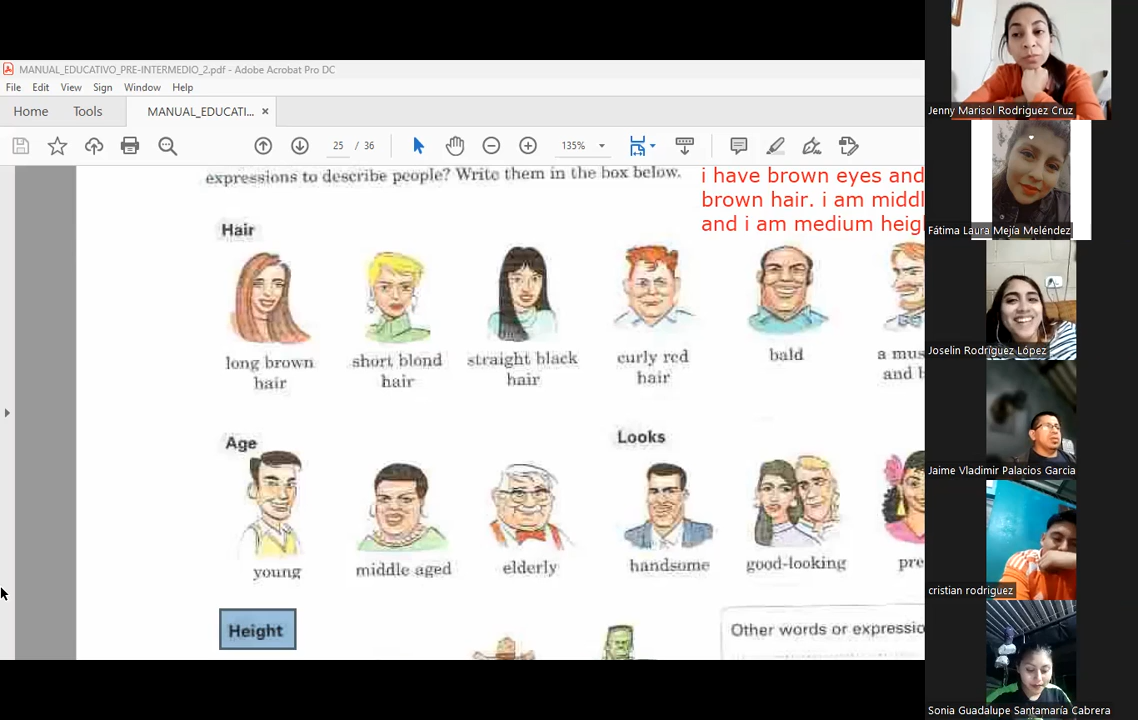 MANUAL_EDUCATIVO_PRE-INTERMEDIO_2.pdf - Adobe Acrobat Pro DC
File Edit View Sign Window Help
Home Tools MANUAL_EDUCATI... ×
25 / 36 135%
expressions to describe people? Write them in the box below.
i have brown eyes and
brown hair. i am middl
and i am medium heig
Hair
long brown
hair
short blond
hair
straight black
hair
curly red
hair
bald
a mus
and b
Age
Looks
young
middle aged
elderly
handsome
good-looking
pre
Height
Other words or expressio
Jenny Marisol Rodriguez Cruz
Fátima Laura Mejía Meléndez
Joselin Rodríguez López
Jaime Vladimír Palacios Garcia
cristian rodriguez
Sonia Guadalupe Santamaría Cabrera